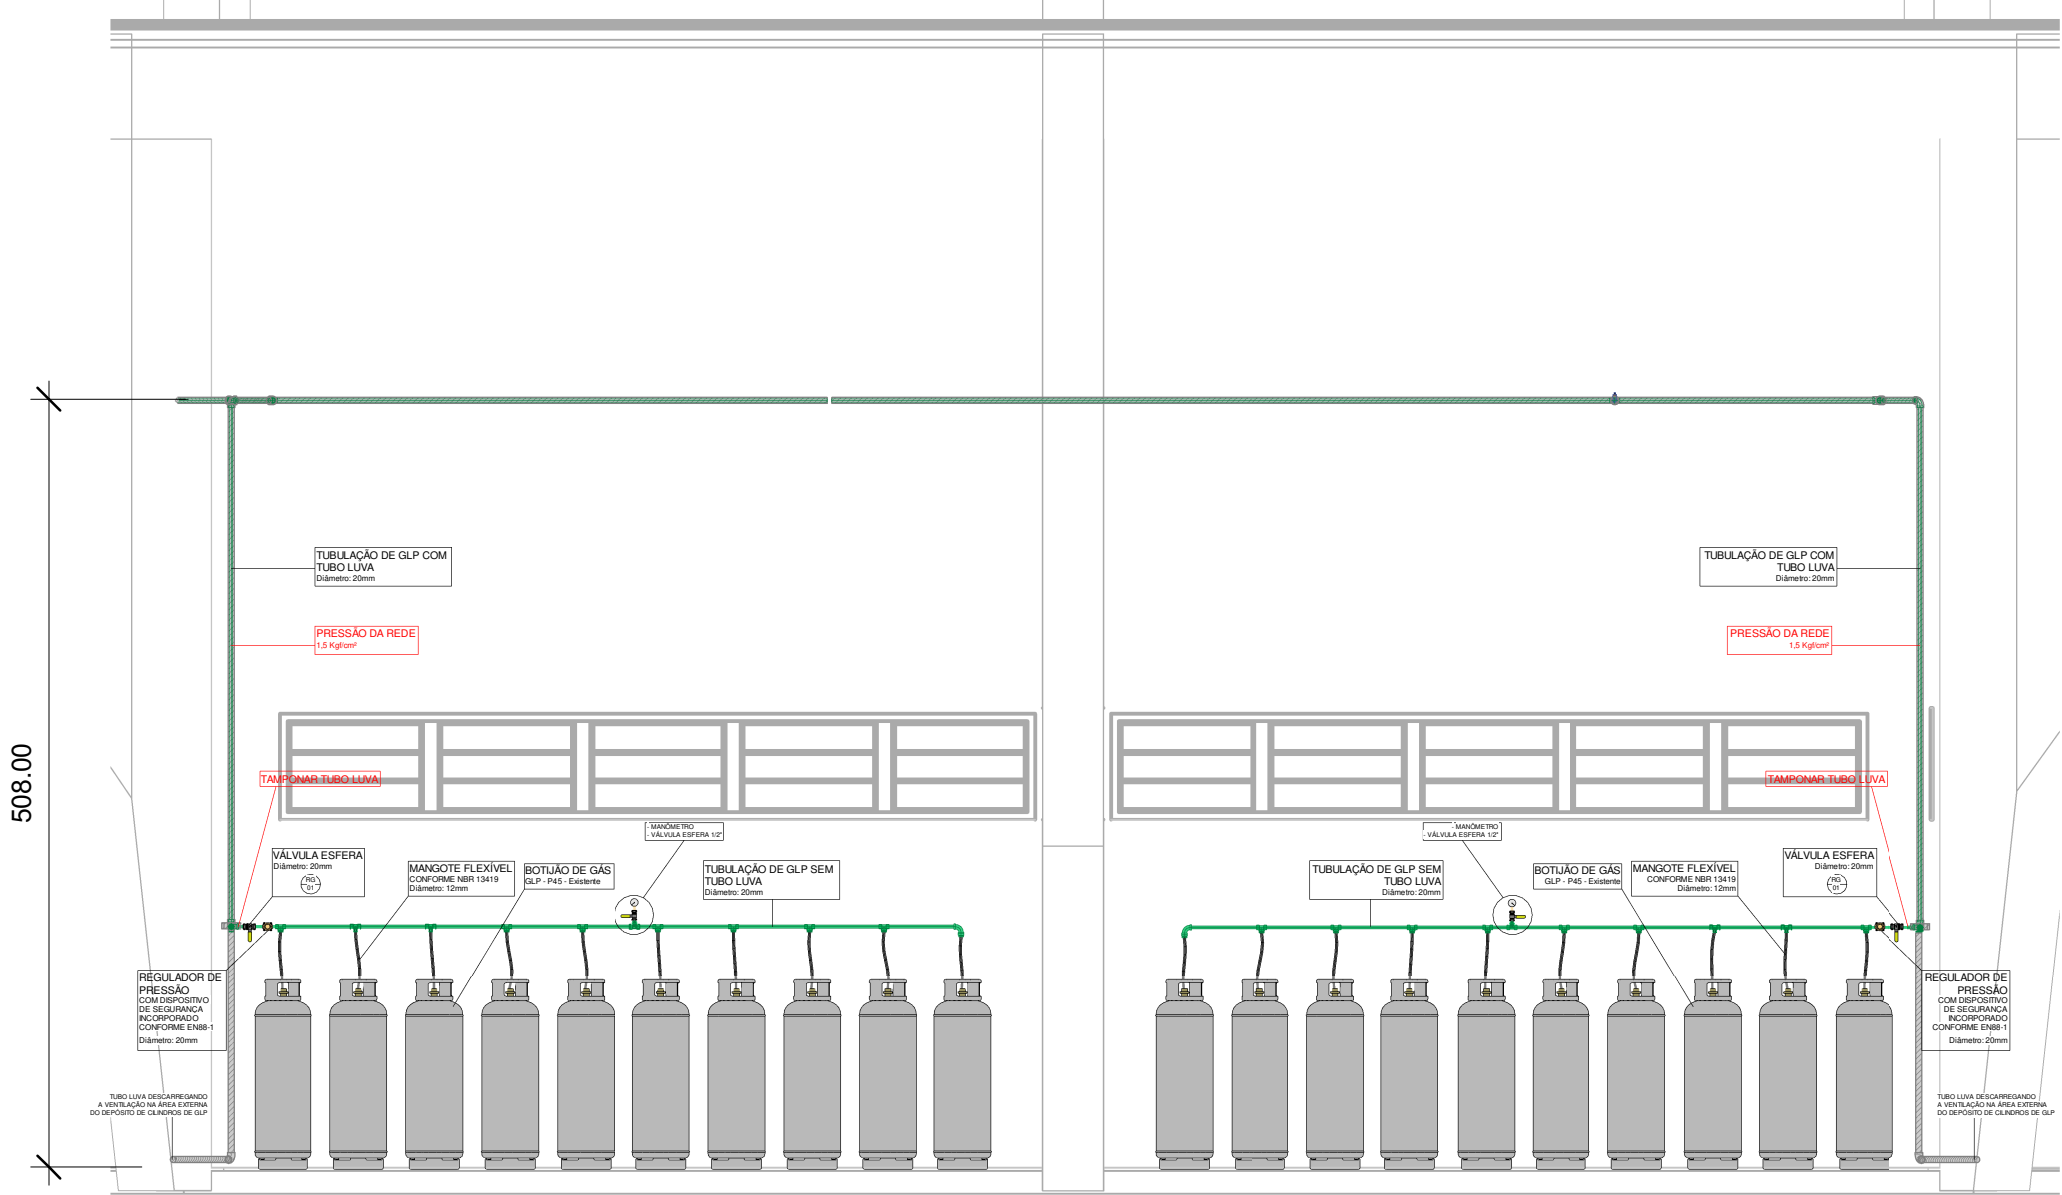 508.00
TUBULAÇÃO DE GLP COM
TUBO LUVA
Diâmetro: 20mm
PRESSÃO DA REDE
1,5 Kgf/cm²
TAMPONAR TUBO LUVA
VÁLVULA ESFERA
Diâmetro: 20mm
RG
01
MANGOTE FLEXÍVEL
CONFORME NBR 13419
Diâmetro: 12mm
BOTIJÃO DE GÁS
GLP - P45 - Existente
- MANÔMETRO
- VÁLVULA ESFERA 1/2"
TUBULAÇÃO DE GLP SEM
TUBO LUVA
Diâmetro: 20mm
REGULADOR DE
PRESSÃO
COM DISPOSITIVO
DE SEGURANÇA
INCORPORADO
CONFORME EN88-1
Diâmetro: 20mm
TUBO LUVA DESCARREGANDO
A VENTILAÇÃO NA ÁREA EXTERNA
DO DEPÓSITO DE CILINDROS DE GLP
TUBULAÇÃO DE GLP COM
TUBO LUVA
Diâmetro: 20mm
PRESSÃO DA REDE
1,5 Kgf/cm²
TAMPONAR TUBO LUVA
- MANÔMETRO
- VÁLVULA ESFERA 1/2"
TUBULAÇÃO DE GLP SEM
TUBO LUVA
Diâmetro: 20mm
BOTIJÃO DE GÁS
GLP - P45 - Existente
MANGOTE FLEXÍVEL
CONFORME NBR 13419
Diâmetro: 12mm
VÁLVULA ESFERA
Diâmetro: 20mm
RG
01
REGULADOR DE
PRESSÃO
COM DISPOSITIVO
DE SEGURANÇA
INCORPORADO
CONFORME EN88-1
Diâmetro: 20mm
TUBO LUVA DESCARREGANDO
A VENTILAÇÃO NA ÁREA EXTERNA
DO DEPÓSITO DE CILINDROS DE GLP